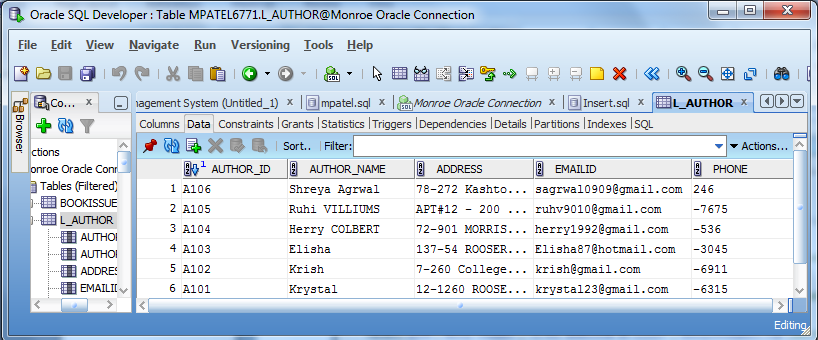 Oracle SQL Developer : Table MPATEL6771.L_AUTHOR@Monroe Oracle Connection
File Edit View Navigate Run Versioning Tools Help
SQL
Co...
nagement System (Untitled_1) mpatel.sql Monroe Oracle Connection Insert.sql L_AUTHOR
Browser
Columns Data Constraints Grants Statistics Triggers Dependencies Details Partitions Indexes SQL
Sort.. Filter: Actions...
ctions
onroe Oracle Conn
Tables (Filtered)
BOOKISSUE
L_AUTHOR
AUTHOR
AUTHOR
ADDRES
EMAILID
AUTHOR_ID AUTHOR_NAME ADDRESS EMAILID PHONE
1 A106 Shreya Agrwal 78-272 Kashto... sagrwal0909@gmail.com 246
2 A105 Ruhi VILLIUMS APT#12 - 200 ... ruhv9010@gmail.com -7675
3 A104 Herry COLBERT 72-901 MORRIS... herry1992@gmail.com -536
4 A103 Elisha 137-54 ROOSER... Elisha87@hotmail.com -3045
5 A102 Krish 7-260 College... krish@gmail.com -6911
6 A101 Krystal 12-1260 ROOSE... krystal23@gmail.com -6315
Editing